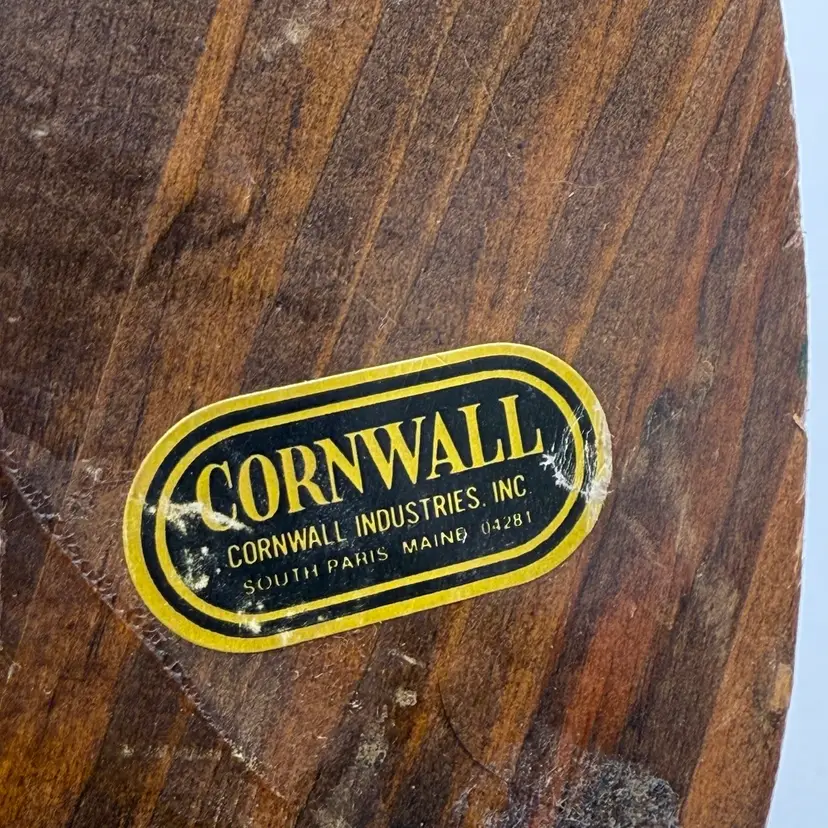 CORNWALL
CORNWALL INDUSTRIES, INC.
SOUTH PARIS MAINE 04281